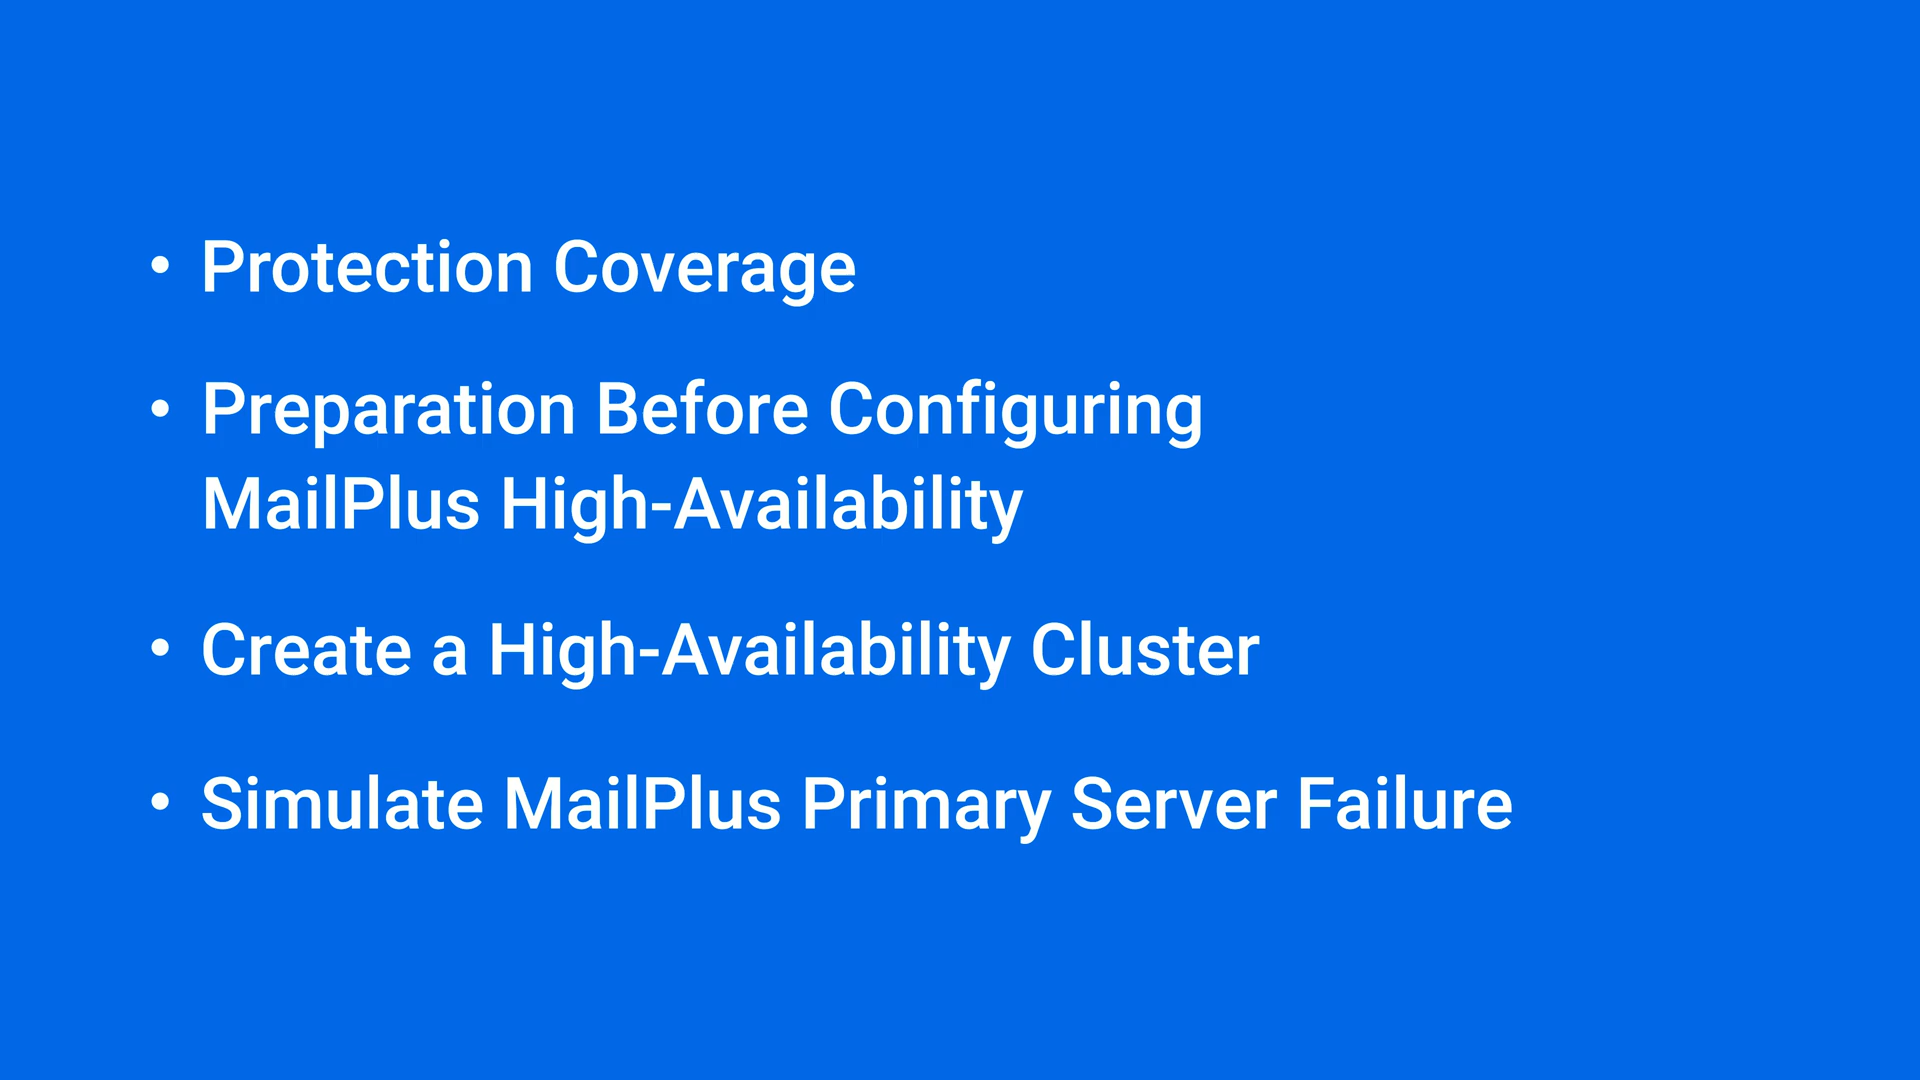 • Protection Coverage
• Preparation Before Configuring
MailPlus High-Availability
• Create a High-Availability Cluster
• Simulate MailPlus Primary Server Failure